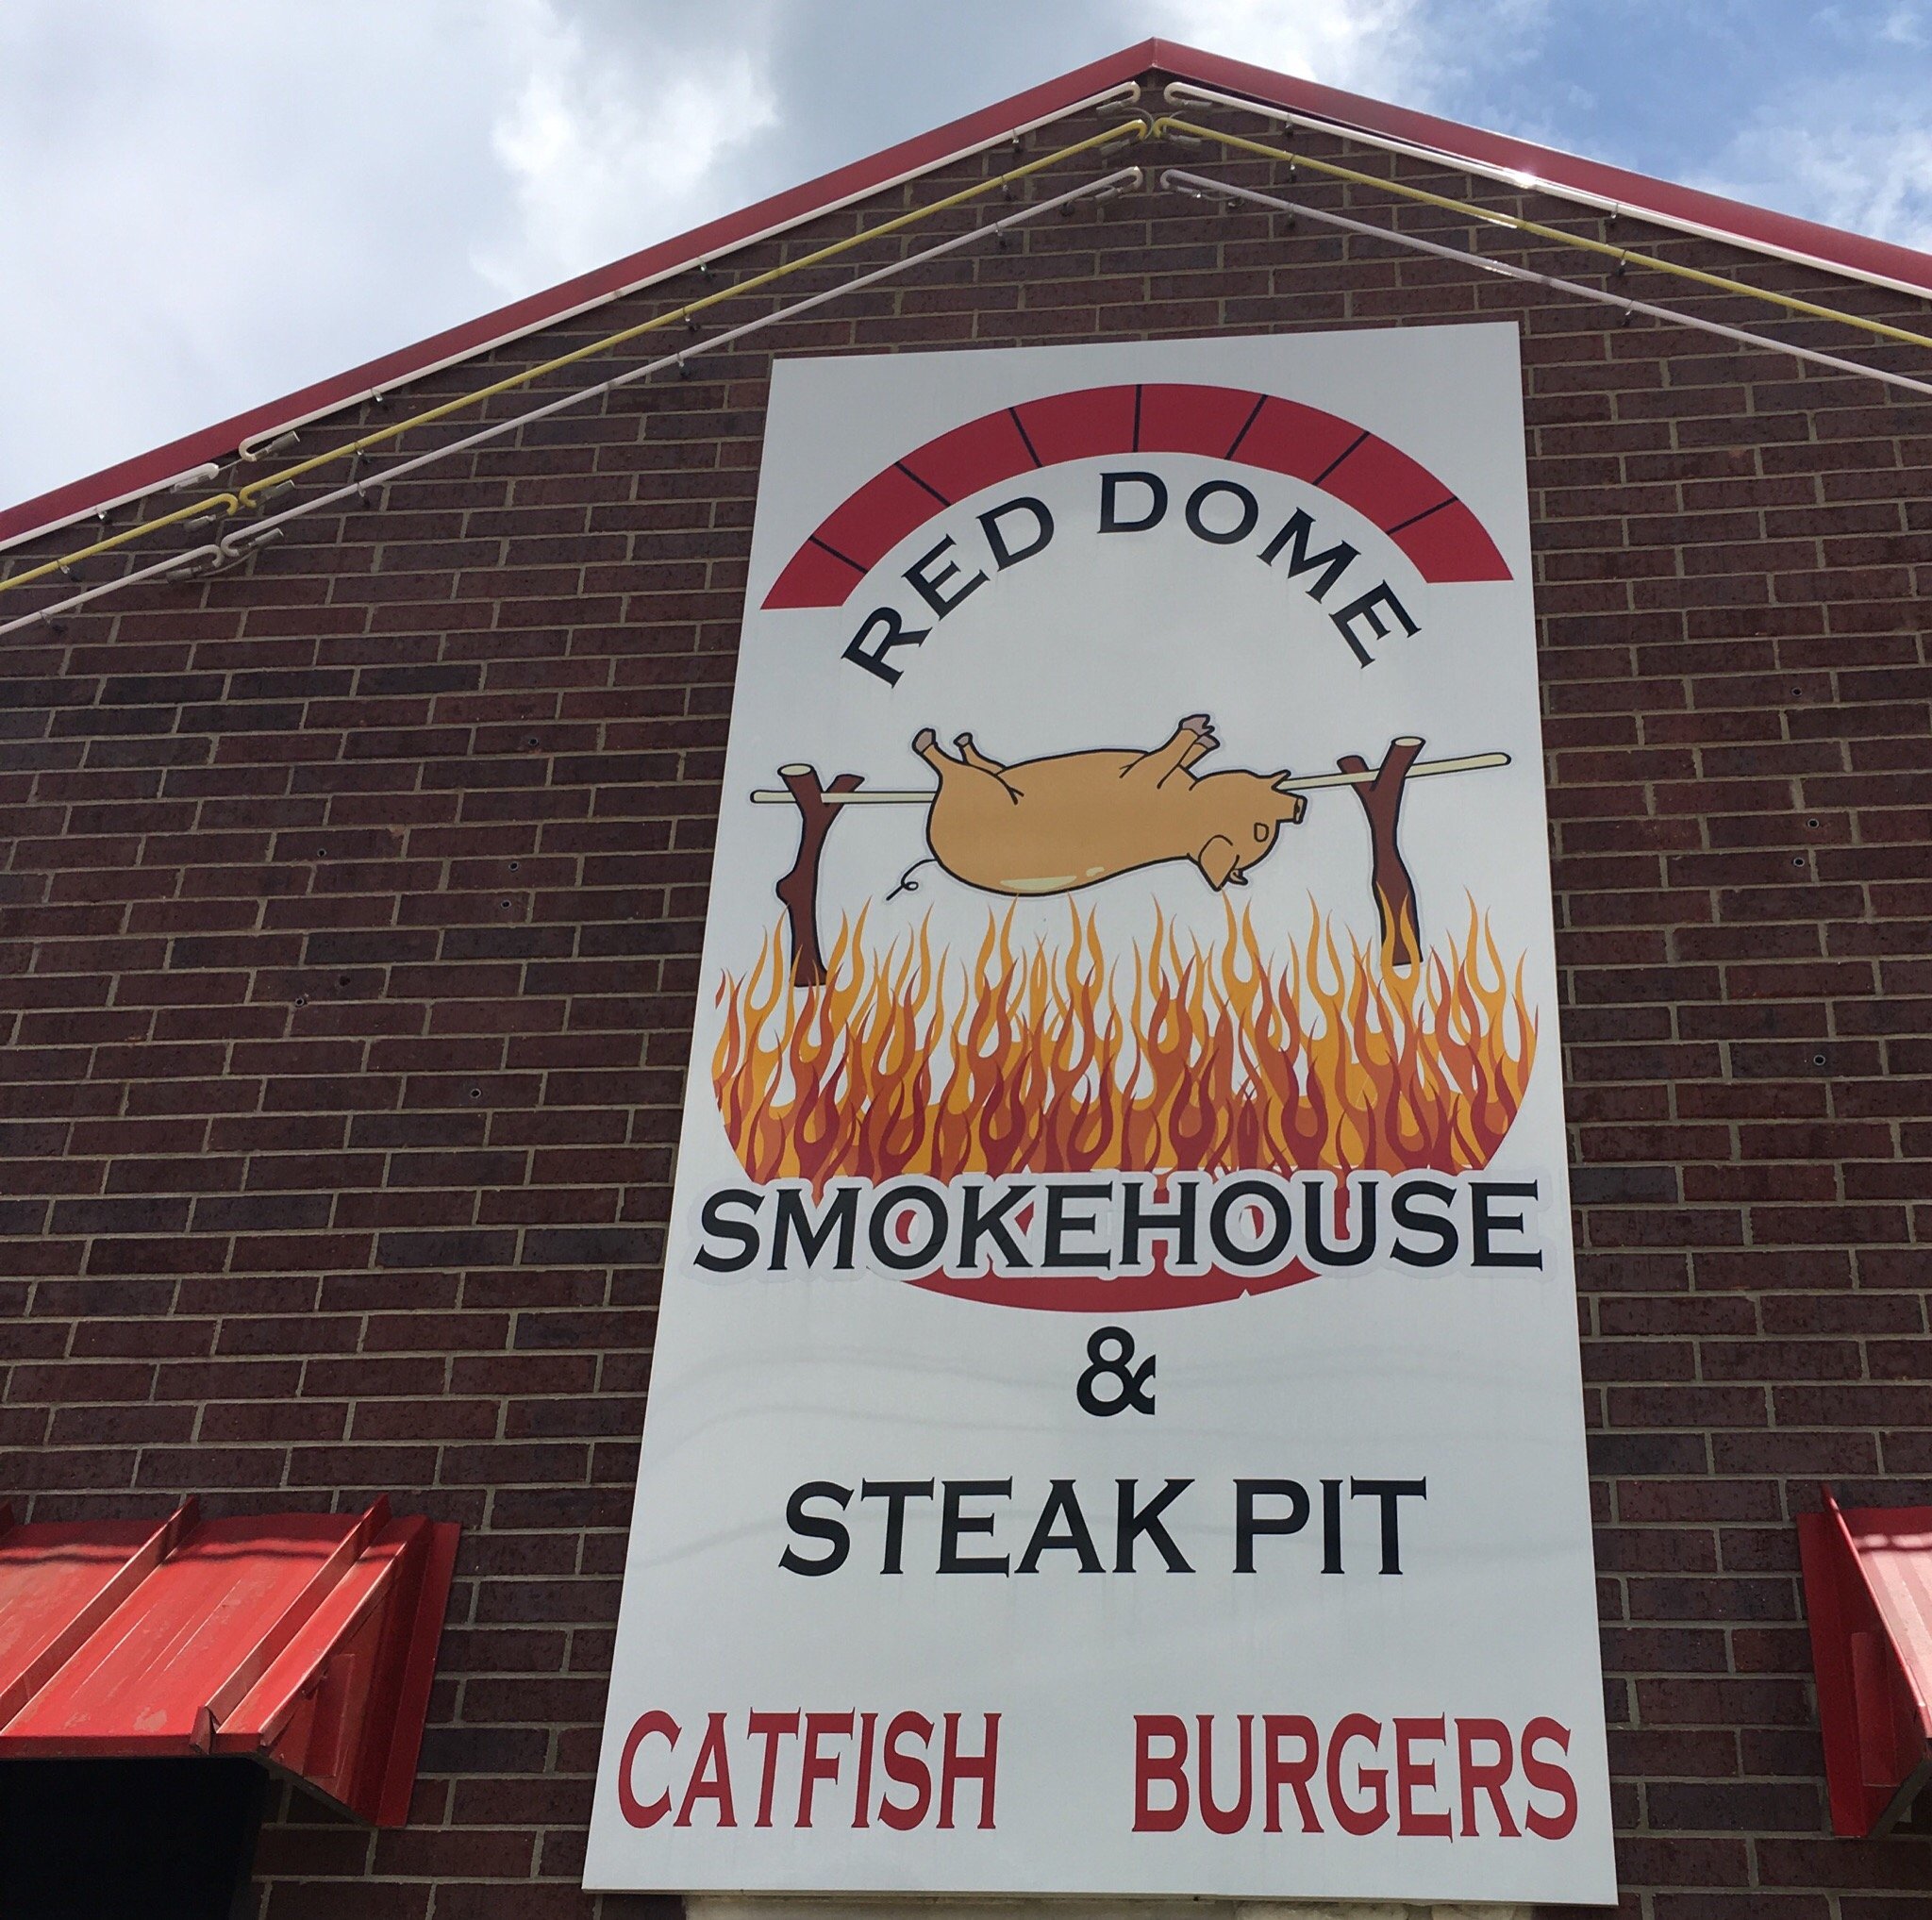 RED DOME
SMOKEHOUSE
&
STEAK PIT
CATFISH BURGERS